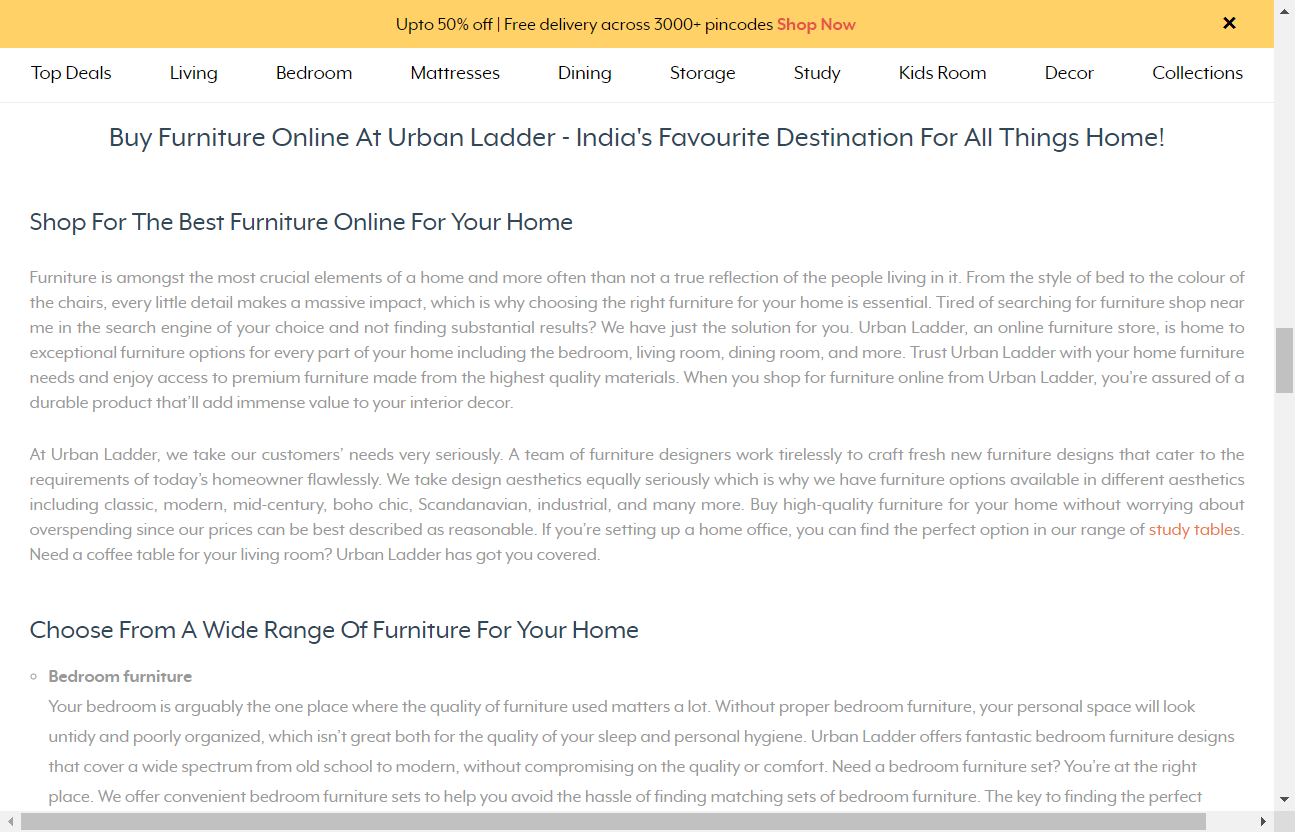 Upto 50% off | Free delivery across 3000+ pincodes Shop Now
Top Deals Living Bedroom Mattresses Dining Storage Study Kids Room Decor Collections
Buy Furniture Online At Urban Ladder - India's Favourite Destination For All Things Home!
Shop For The Best Furniture Online For Your Home
Furniture is amongst the most crucial elements of a home and more often than not a true reflection of the people living in it. From the style of bed to the colour of
the chairs, every little detail makes a massive impact, which is why choosing the right furniture for your home is essential. Tired of searching for furniture shop near
me in the search engine of your choice and not finding substantial results? We have just the solution for you. Urban Ladder, an online furniture store, is home to
exceptional furniture options for every part of your home including the bedroom, living room, dining room, and more. Trust Urban Ladder with your home furniture
needs and enjoy access to premium furniture made from the highest quality materials. When you shop for furniture online from Urban Ladder, you're assured of a
durable product that'll add immense value to your interior decor.
At Urban Ladder, we take our customers' needs very seriously. A team of furniture designers work tirelessly to craft fresh new furniture designs that cater to the
requirements of today's homeowner flawlessly. We take design aesthetics equally seriously which is why we have furniture options available in different aesthetics
including classic, modern, mid-century, boho chic, Scandanavian, industrial, and many more. Buy high-quality furniture for your home without worrying about
overspending since our prices can be best described as reasonable. If you're setting up a home office, you can find the perfect option in our range of study tables.
Need a coffee table for your living room? Urban Ladder has got you covered.
Choose From A Wide Range Of Furniture For Your Home
Bedroom furniture
Your bedroom is arguably the one place where the quality of furniture used matters a lot. Without proper bedroom furniture, your personal space will look
untidy and poorly organized, which isn't great both for the quality of your sleep and personal hygiene. Urban Ladder offers fantastic bedroom furniture designs
that cover a wide spectrum from old school to modern, without compromising on the quality or comfort. Need a bedroom furniture set? You're at the right
place. We offer convenient bedroom furniture sets to help you avoid the hassle of finding matching sets of bedroom furniture. The key to finding the perfect